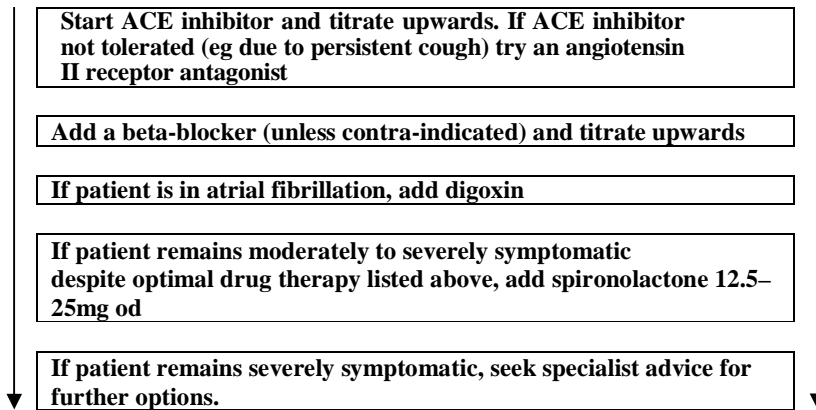 Start ACE inhibitor and titrate upwards. If ACE inhibitor
not tolerated (eg due to persistent cough) try an angiotensin
II receptor antagonist
Add a beta-blocker (unless contra-indicated) and titrate upwards
If patient is in atrial fibrillation, add digoxin
If patient remains moderately to severely symptomatic
despite optimal drug therapy listed above, add spironolactone 12.5–
25mg od
If patient remains severely symptomatic, seek specialist advice for
further options.